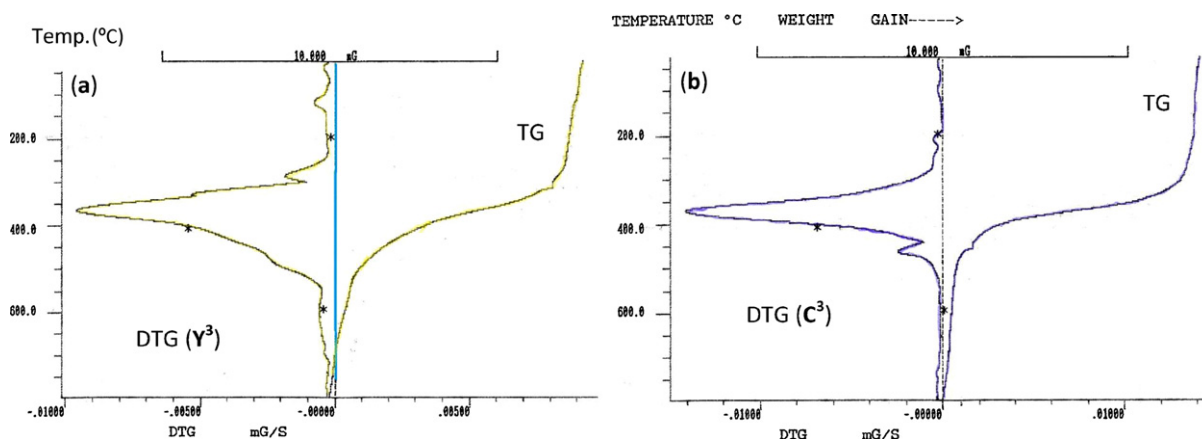 Temp.(ºC)
10.000 mG
(a)
TG
200.0
400.0
600.0
DTG (Y³)
-.01000 -.00500 -.00000 .00500
DTG mG/S
TEMPERATURE °C WEIGHT GAIN----->
10.000 mG
(b)
TG
200.0
400.0
600.0
DTG (C³)
-.01000 -.00000 .01000
DTG mG/S